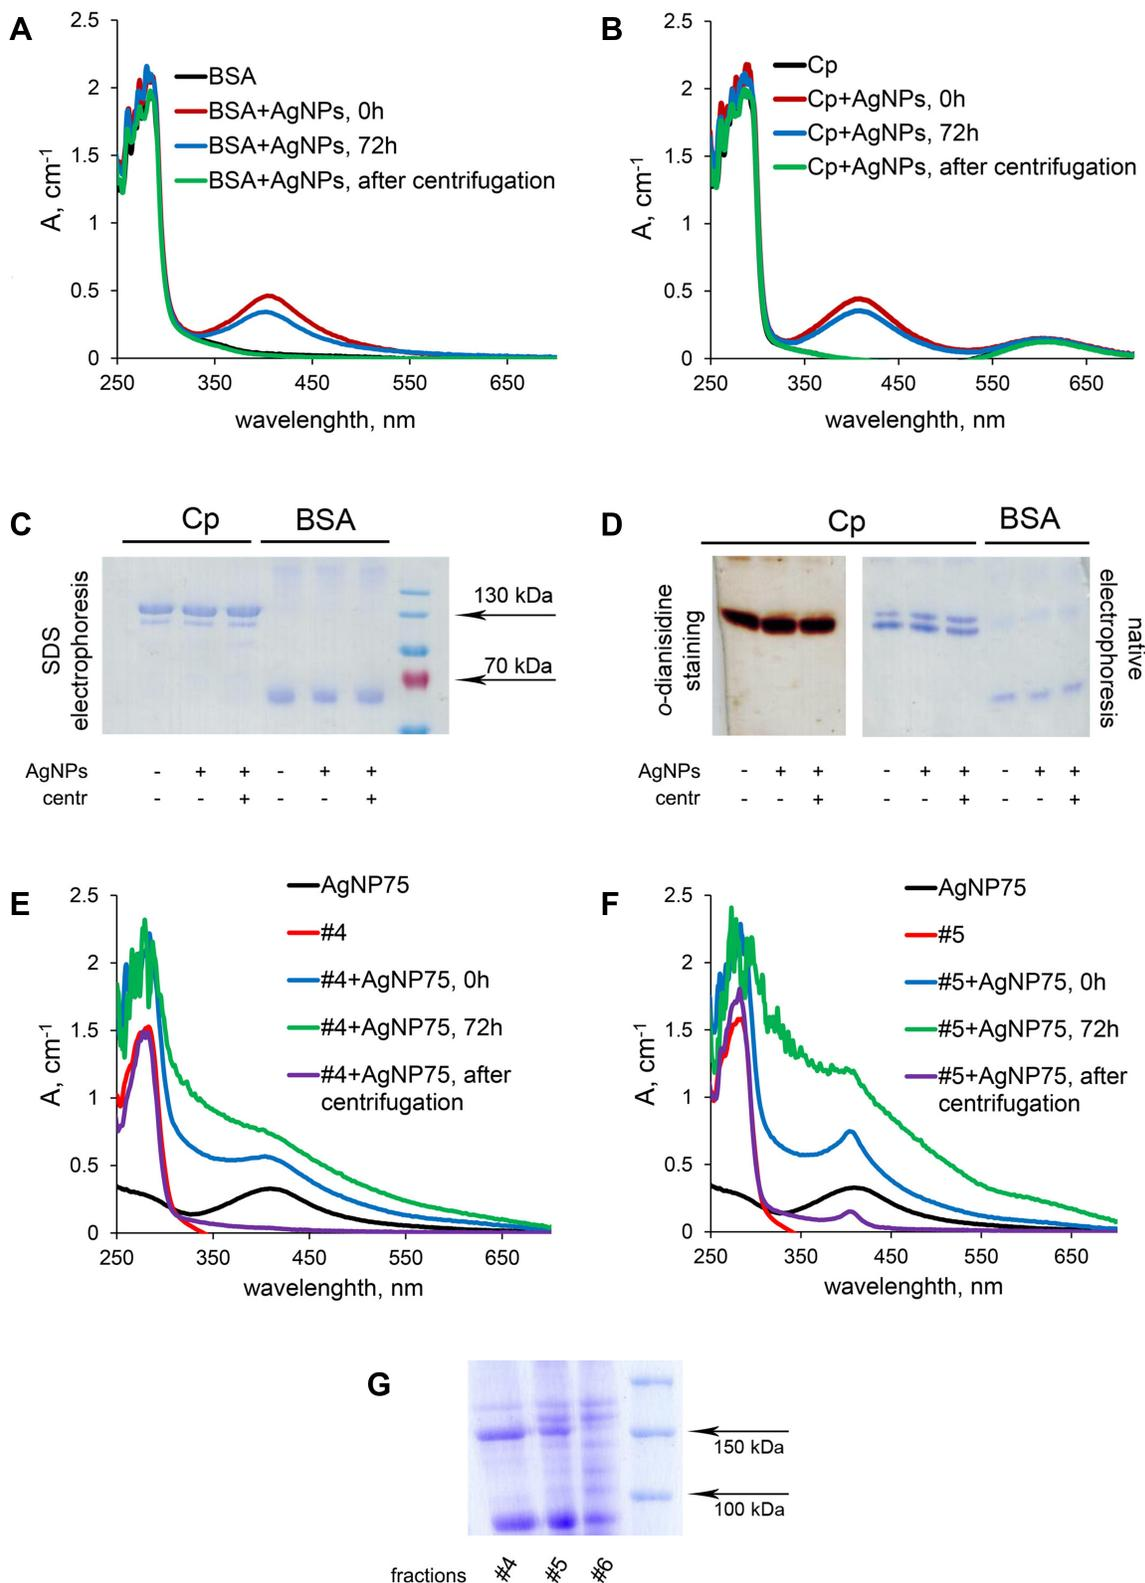 A
2.5
2
1.5
1
0.5
0
A, cm-1
BSA
BSA+AgNPs, 0h
BSA+AgNPs, 72h
BSA+AgNPs, after centrifugation
250 350 450 550 650
wavelenghth, nm
B
2.5
2
1.5
1
0.5
0
A, cm-1
Cp
Cp+AgNPs, 0h
Cp+AgNPs, 72h
Cp+AgNPs, after centrifugation
250 350 450 550 650
wavelenghth, nm
C
Cp BSA
SDS
electrophoresis
130 kDa
70 kDa
AgNPs - + + - + +
centr - - + - - +
D
Cp BSA
o-dianisidine
staining
native
electrophoresis
AgNPs - + + - + + - + +
centr - - + - - + - - +
E
2.5
2
1.5
1
0.5
0
A, cm-1
AgNP75
#4
#4+AgNP75, 0h
#4+AgNP75, 72h
#4+AgNP75, after
centrifugation
250 350 450 550 650
wavelenghth, nm
F
2.5
2
1.5
1
0.5
0
A, cm-1
AgNP75
#5
#5+AgNP75, 0h
#5+AgNP75, 72h
#5+AgNP75, after
centrifugation
250 350 450 550 650
wavelenghth, nm
G
150 kDa
100 kDa
fractions #4 #5 #6